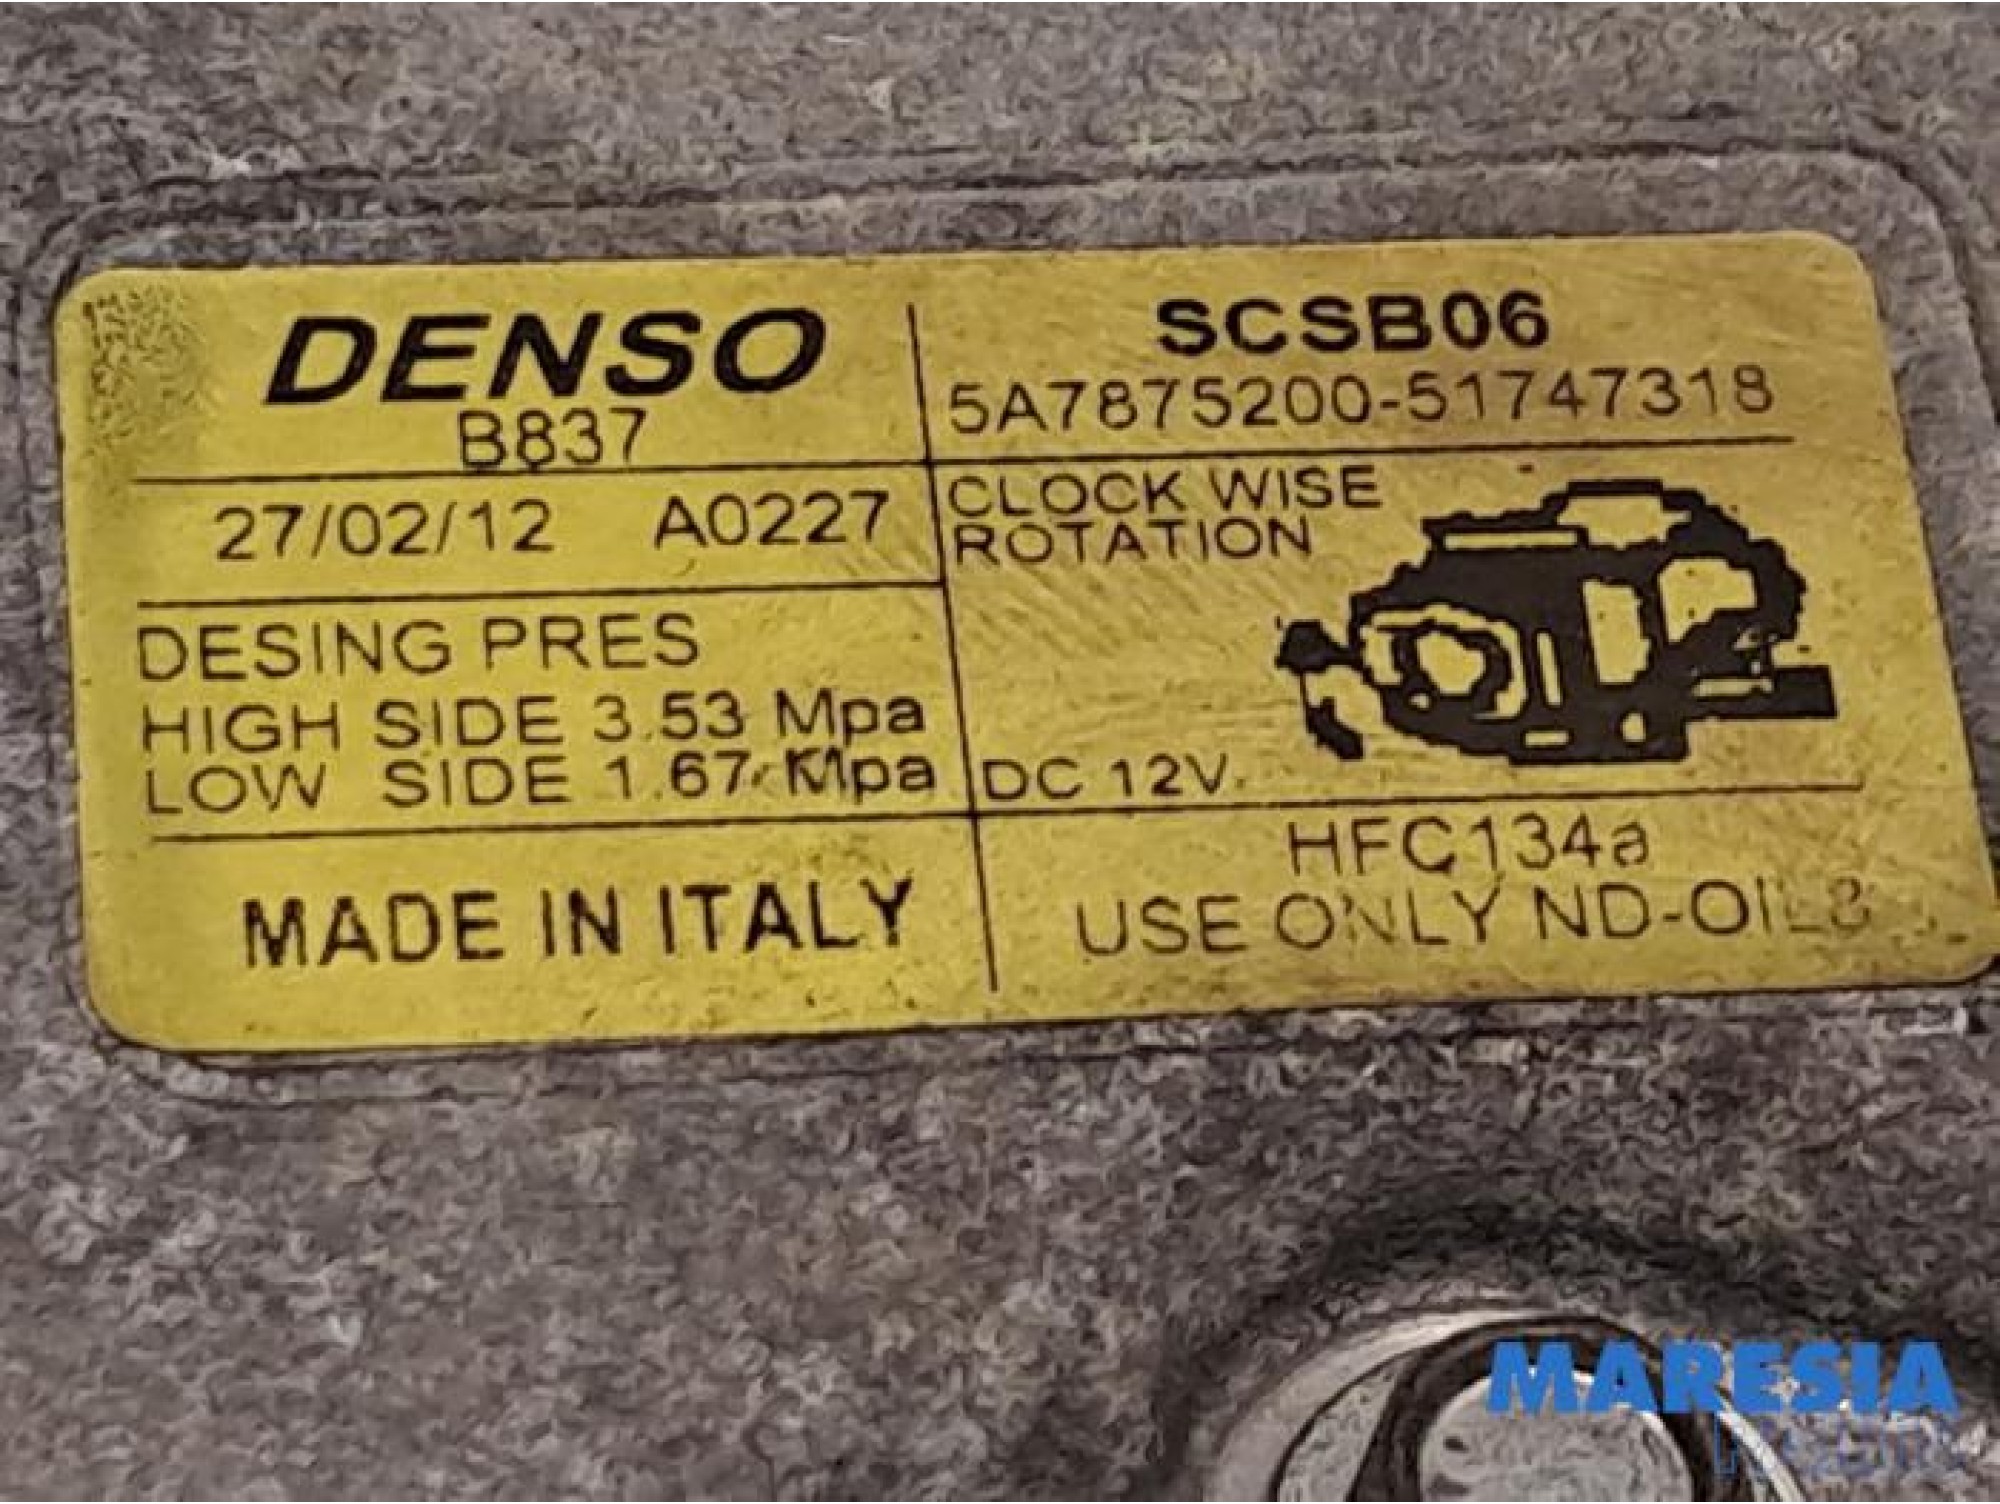 DENSO
B837
27/02/12 A0227
DESING PRES
HIGH SIDE 3.53 Mpa
LOW SIDE 1.67 Mpa
MADE IN ITALY
SCSB06
5A7875200-51747318
CLOCK WISE
ROTATION
DC 12V
HFC134a
USE ONLY ND-OIL8
MARESIA